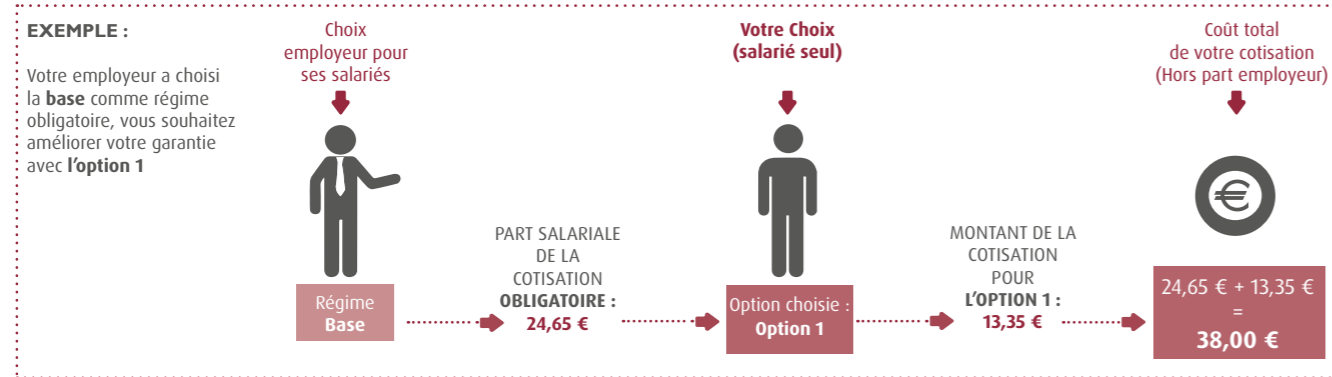 EXEMPLE :
Votre employeur a choisi
la base comme régime
obligatoire, vous souhaitez
améliorer votre garantie
avec l’option 1
Choix
employeur pour
ses salariés
Régime
Base
PART SALARIALE
DE LA
COTISATION
OBLIGATOIRE :
24,65 €
Votre Choix
(salarié seul)
Option choisie :
Option 1
MONTANT DE LA
COTISATION
POUR
L’OPTION 1 :
13,35 €
Coût total
de votre cotisation
(Hors part employeur)
€
24,65 € + 13,35 €
=
38,00 €